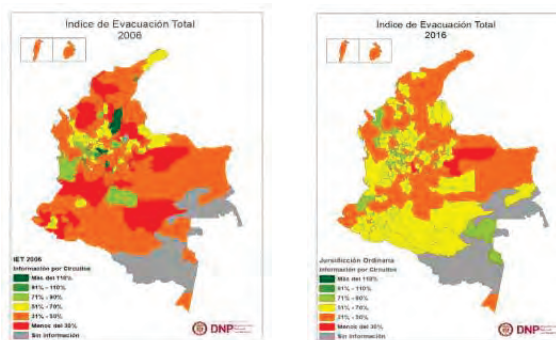 Índice de Evacuación Total
2006
IET 2006
Información por Circuitos
Más del 110%
91% - 110%
71% - 90%
51% - 70%
31% - 50%
Menos del 30%
Sin información
DNP
Índice de Evacuación Total
2016
Jurisdicción Ordinaria
Información por Circuitos
Más del 110%
91% - 110%
71% - 90%
51% - 70%
31% - 50%
Menos del 30%
Sin información
DNP